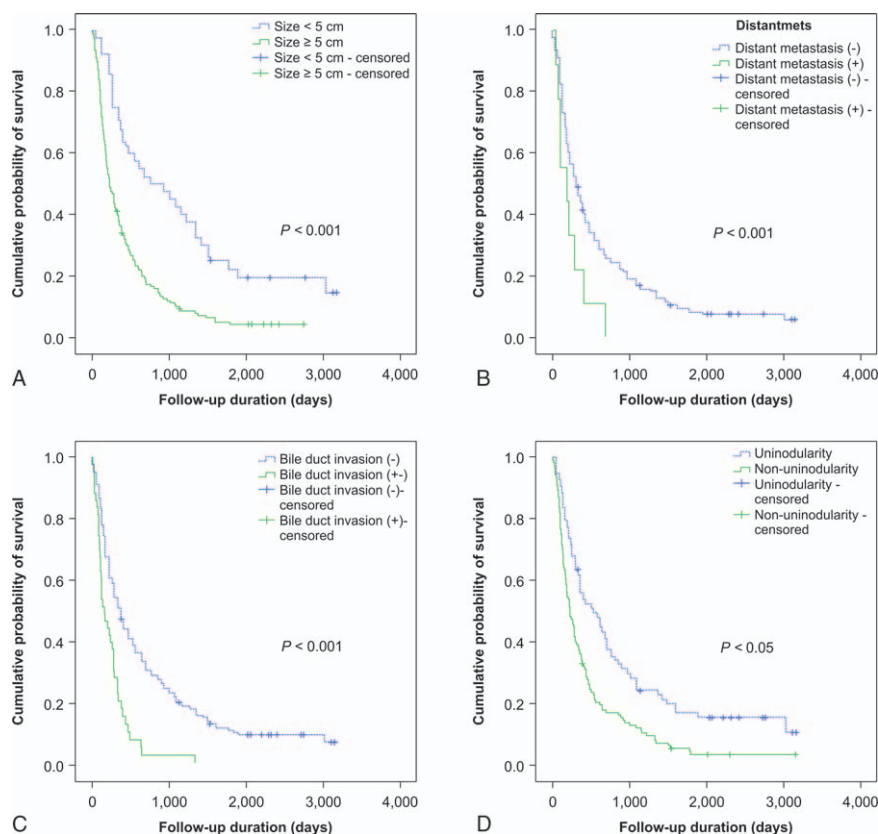 Cumulative probability of survival
1.0
0.8
0.6
0.4
0.2
0.0
Size < 5 cm
Size ≥ 5 cm
Size < 5 cm - censored
Size ≥ 5 cm - censored
P < 0.001
0 1,000 2,000 3,000 4,000
Follow-up duration (days)
A
Cumulative probability of survival
1.0
0.8
0.6
0.4
0.2
0.0
Distantmets
Distant metastasis (-)
Distant metastasis (+)
Distant metastasis (-) -
censored
Distant metastasis (+) -
censored
P < 0.001
0 1,000 2,000 3,000 4,000
Follow-up duration (days)
B
Cumulative probability of survival
1.0
0.8
0.6
0.4
0.2
0.0
Bile duct invasion (-)
Bile duct invasion (+-)
Bile duct invasion (-)-
censored
Bile duct invasion (+)-
censored
P < 0.001
0 1,000 2,000 3,000 4,000
Follow-up duration (days)
C
Cumulative probability of survival
1.0
0.8
0.6
0.4
0.2
0.0
Uninodularity
Non-uninodularity
Uninodularity -
censored
Non-uninodularity -
censored
P < 0.05
0 1,000 2,000 3,000 4,000
Follow-up duration (days)
D